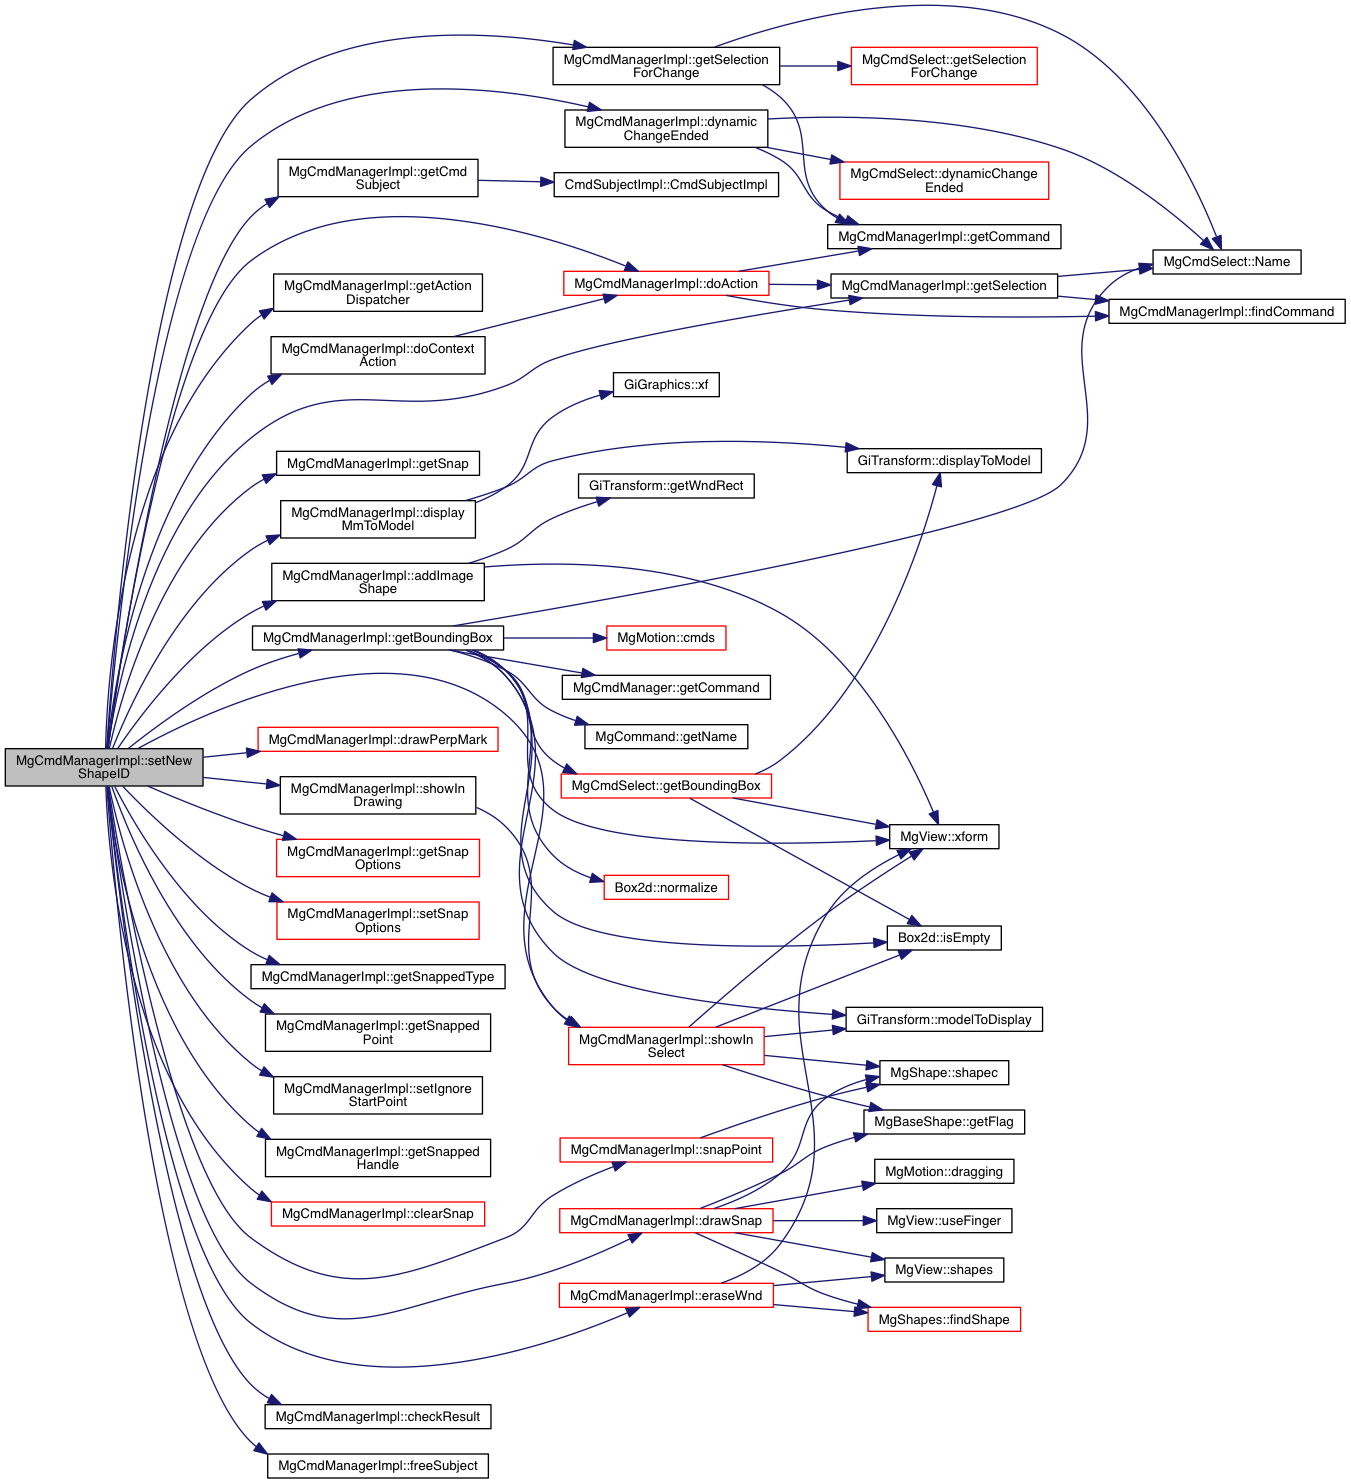 MgCmdManagerImpl::setNew
ShapeID
MgCmdManagerImpl::getCmd
Subject
MgCmdManagerImpl::getAction
Dispatcher
MgCmdManagerImpl::doContext
Action
MgCmdManagerImpl::getSnap
MgCmdManagerImpl::display
MmToModel
MgCmdManagerImpl::addImage
Shape
MgCmdManagerImpl::getBoundingBox
MgCmdManagerImpl::drawPerpMark
MgCmdManagerImpl::showIn
Drawing
MgCmdManagerImpl::getSnap
Options
MgCmdManagerImpl::setSnap
Options
MgCmdManagerImpl::getSnappedType
MgCmdManagerImpl::getSnapped
Point
MgCmdManagerImpl::setIgnore
StartPoint
MgCmdManagerImpl::getSnapped
Handle
MgCmdManagerImpl::clearSnap
MgCmdManagerImpl::checkResult
MgCmdManagerImpl::freeSubject
MgCmdManagerImpl::getSelection
ForChange
MgCmdManagerImpl::dynamic
ChangeEnded
CmdSubjectImpl::CmdSubjectImpl
MgCmdManagerImpl::doAction
GiGraphics::xf
GiTransform::getWndRect
MgMotion::cmds
MgCmdManager::getCommand
MgCommand::getName
MgCmdSelect::getBoundingBox
Box2d::normalize
MgCmdManagerImpl::showIn
Select
MgCmdManagerImpl::snapPoint
MgCmdManagerImpl::drawSnap
MgCmdManagerImpl::eraseWnd
MgCmdSelect::getSelection
ForChange
MgCmdSelect::dynamicChange
Ended
MgCmdManagerImpl::getCommand
MgCmdManagerImpl::getSelection
GiTransform::displayToModel
MgView::xform
Box2d::isEmpty
GiTransform::modelToDisplay
MgShape::shapec
MgBaseShape::getFlag
MgMotion::dragging
MgView::useFinger
MgView::shapes
MgShapes::findShape
MgCmdSelect::Name
MgCmdManagerImpl::findCommand